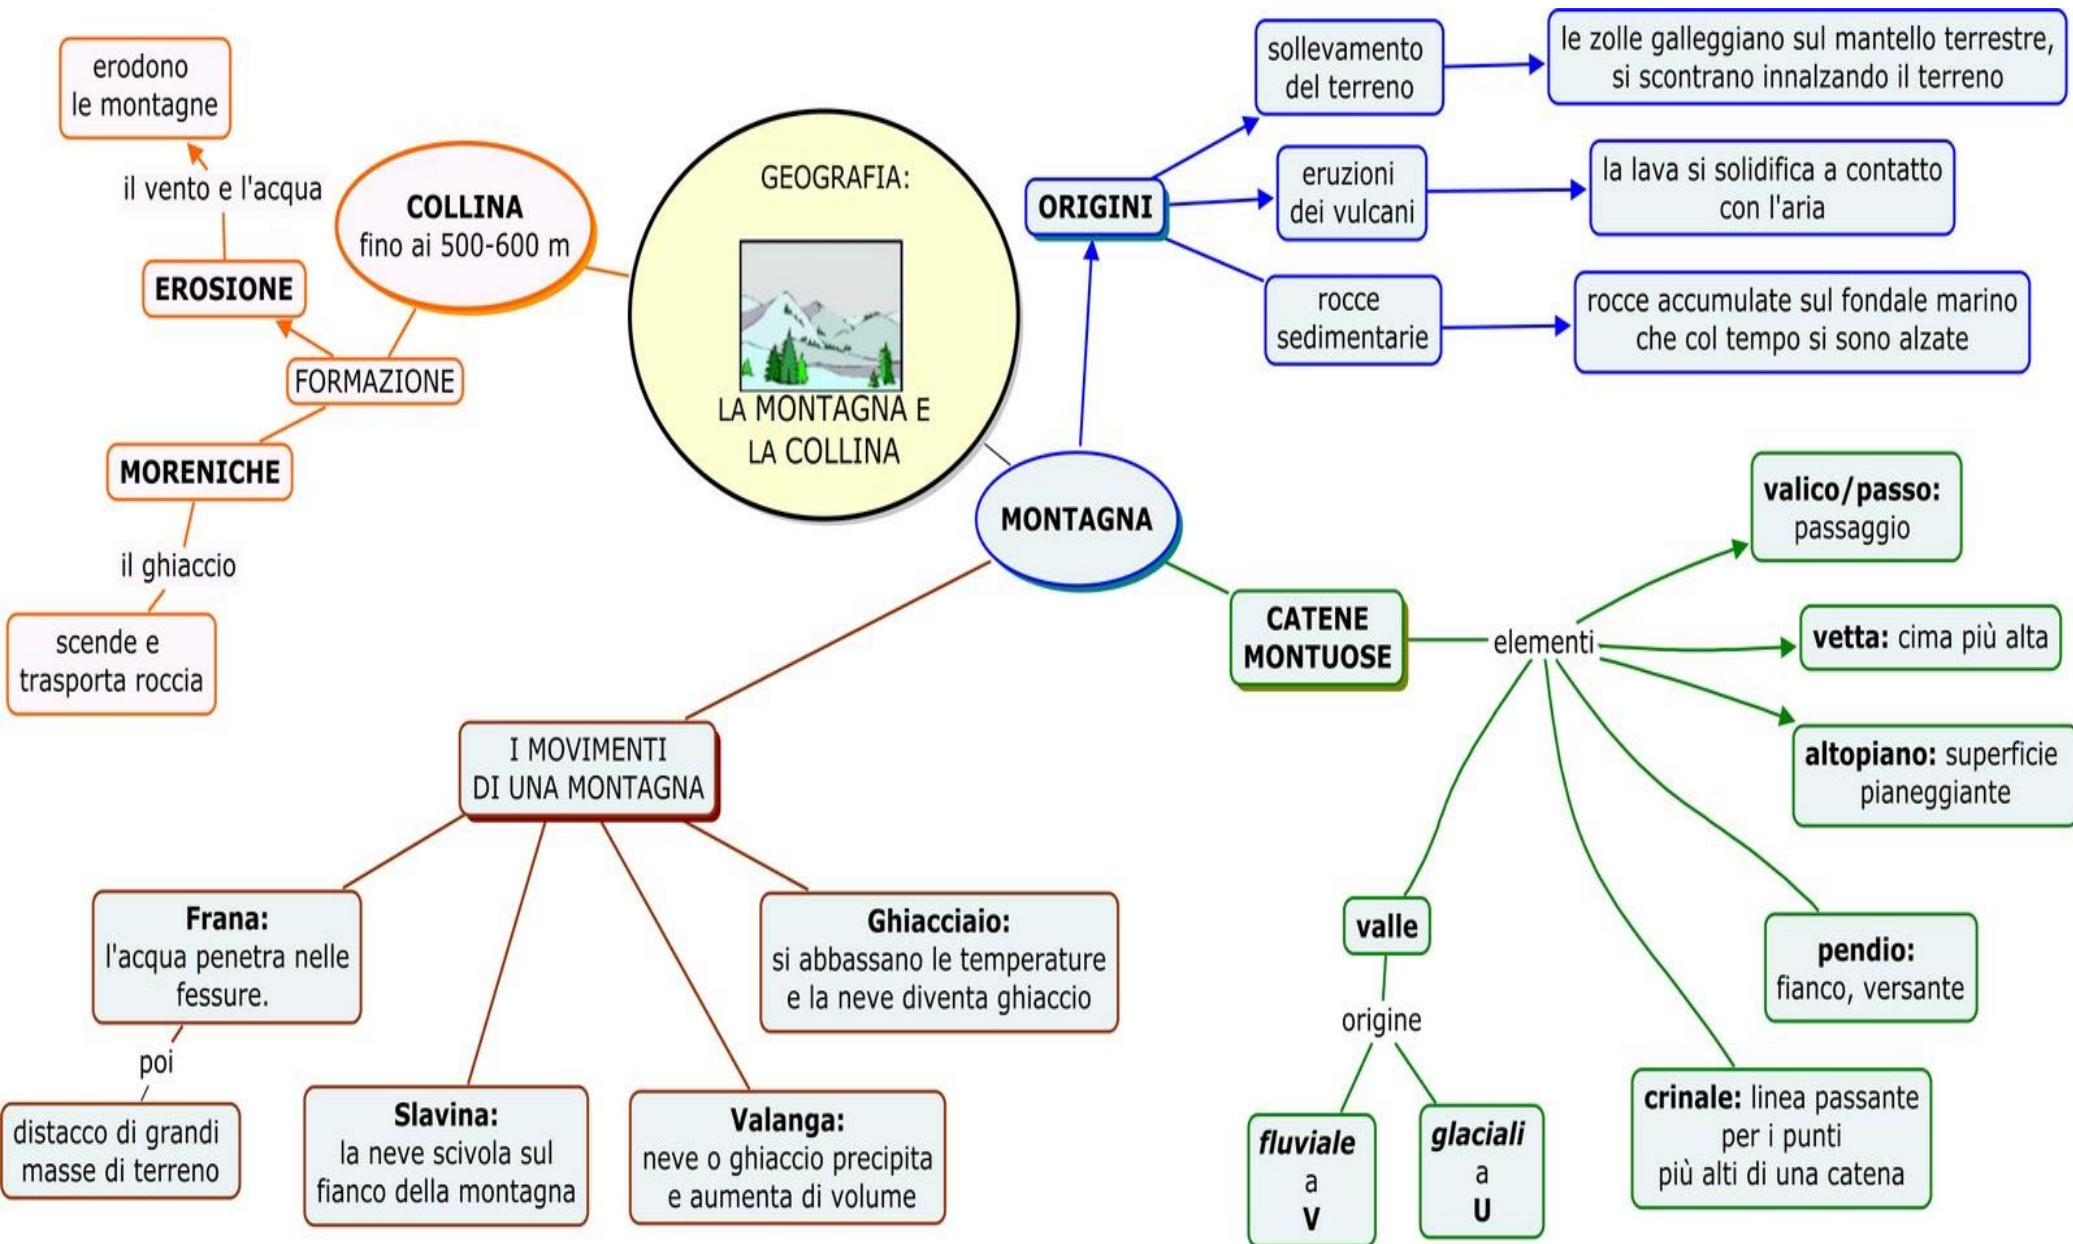 GEOGRAFIA:
LA MONTAGNA E
LA COLLINA
COLLINA
fino ai 500-600 m
FORMAZIONE
EROSIONE
il vento e l'acqua
erodono
le montagne
MORENICHE
il ghiaccio
scende e
trasporta roccia
MONTAGNA
ORIGINI
sollevamento
del terreno
le zolle galleggiano sul mantello terrestre,
si scontrano innalzando il terreno
eruzioni
dei vulcani
la lava si solidifica a contatto
con l'aria
rocce
sedimentarie
rocce accumulate sul fondale marino
che col tempo si sono alzate
CATENE
MONTUOSE
elementi
valico/passo:
passaggio
vetta: cima più alta
altopiano: superficie
pianeggiante
pendio:
fianco, versante
crinale: linea passante
per i punti
più alti di una catena
valle
origine
fluviale
a
V
glaciali
a
U
I MOVIMENTI
DI UNA MONTAGNA
Frana:
l'acqua penetra nelle
fessure.
poi
distacco di grandi
masse di terreno
Slavina:
la neve scivola sul
fianco della montagna
Valanga:
neve o ghiaccio precipita
e aumenta di volume
Ghiacciaio:
si abbassano le temperature
e la neve diventa ghiaccio